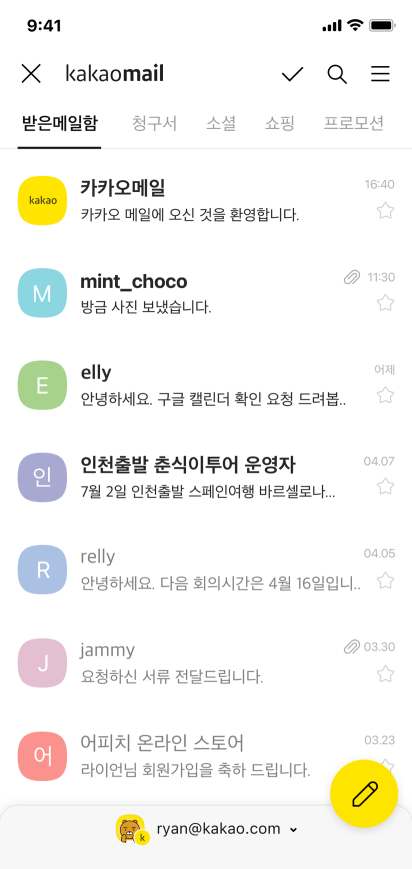 9:41
kakaomail
받은메일함 청구서 소셜 쇼핑 프로모션
kakao
카카오메일 16:40
카카오 메일에 오신 것을 환영합니다.
M
mint_choco 11:30
방금 사진 보냈습니다.
E
elly 어제
안녕하세요. 구글 캘린더 확인 요청 드려봅..
인
인천출발 춘식이투어 운영자 04.07
7월 2일 인천출발 스페인여행 바르셀로나...
R
relly 04.05
안녕하세요. 다음 회의시간은 4월 16일입니..
J
jammy 03.30
요청하신 서류 전달드립니다.
어
어피치 온라인 스토어 03.23
라이언님 회원가입을 축하 드립니다.
k
ryan@kakao.com